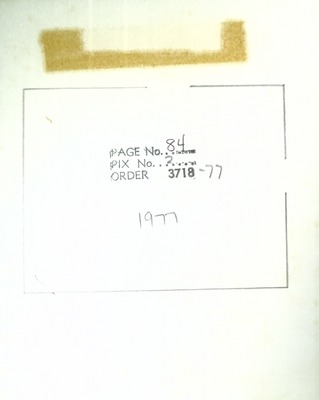 PAGE No. . 84
PIX No. . 2
ORDER 3718-77
1977